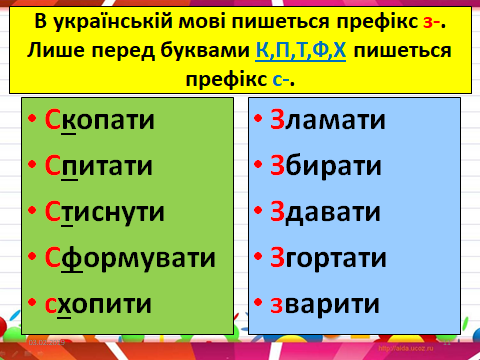 В українській мові пишеться префікс з-.
Лише перед буквами К,П,Т,Ф,Х пишеться
префікс с-.
• Скопати
• Спитати
• Стиснути
• Сформувати
• схопити
• Зламати
• Збирати
• Здавати
• Згортати
• зварити
http://aida.ucoz.ru